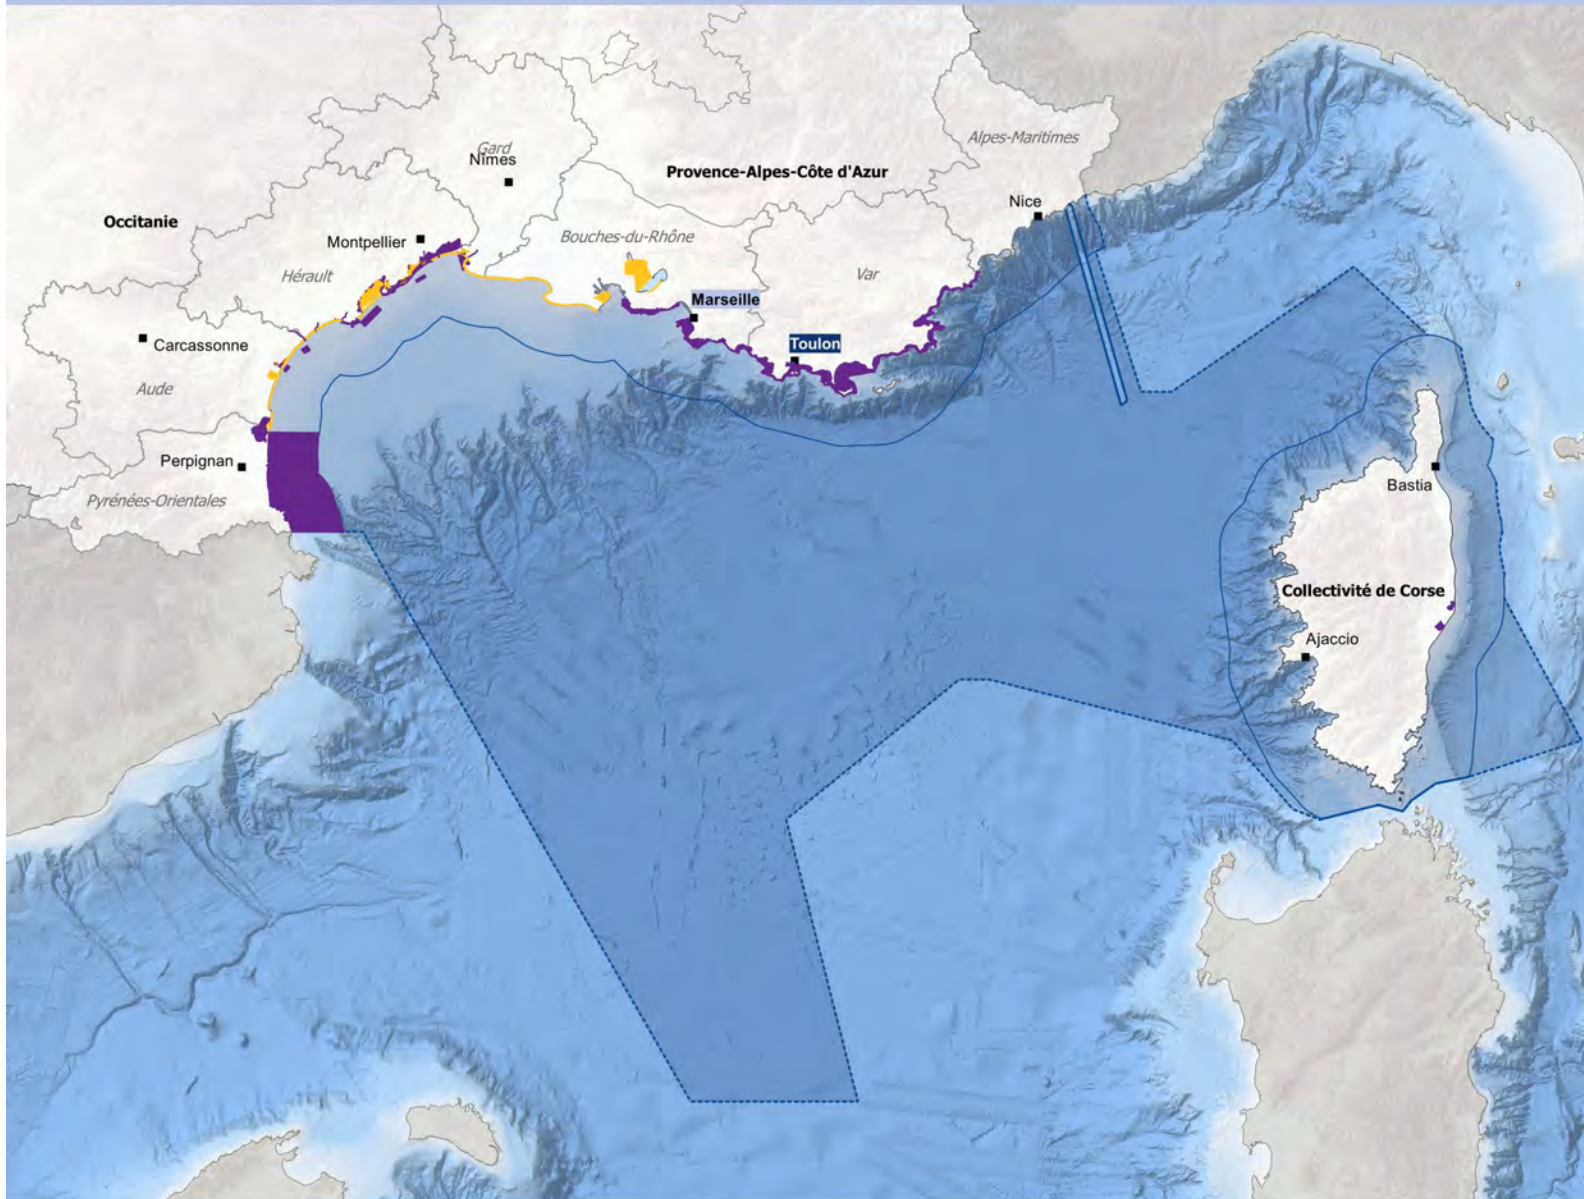 Alpes-Maritimes
Gard
Nîmes
Provence-Alpes-Côte d'Azur
Nice
Occitanie
Montpellier
Bouches-du-Rhône
Hérault
Var
Marseille
Carcassonne
Toulon
Aude
Perpignan
Bastia
Pyrénées-Orientales
Collectivité de Corse
Ajaccio